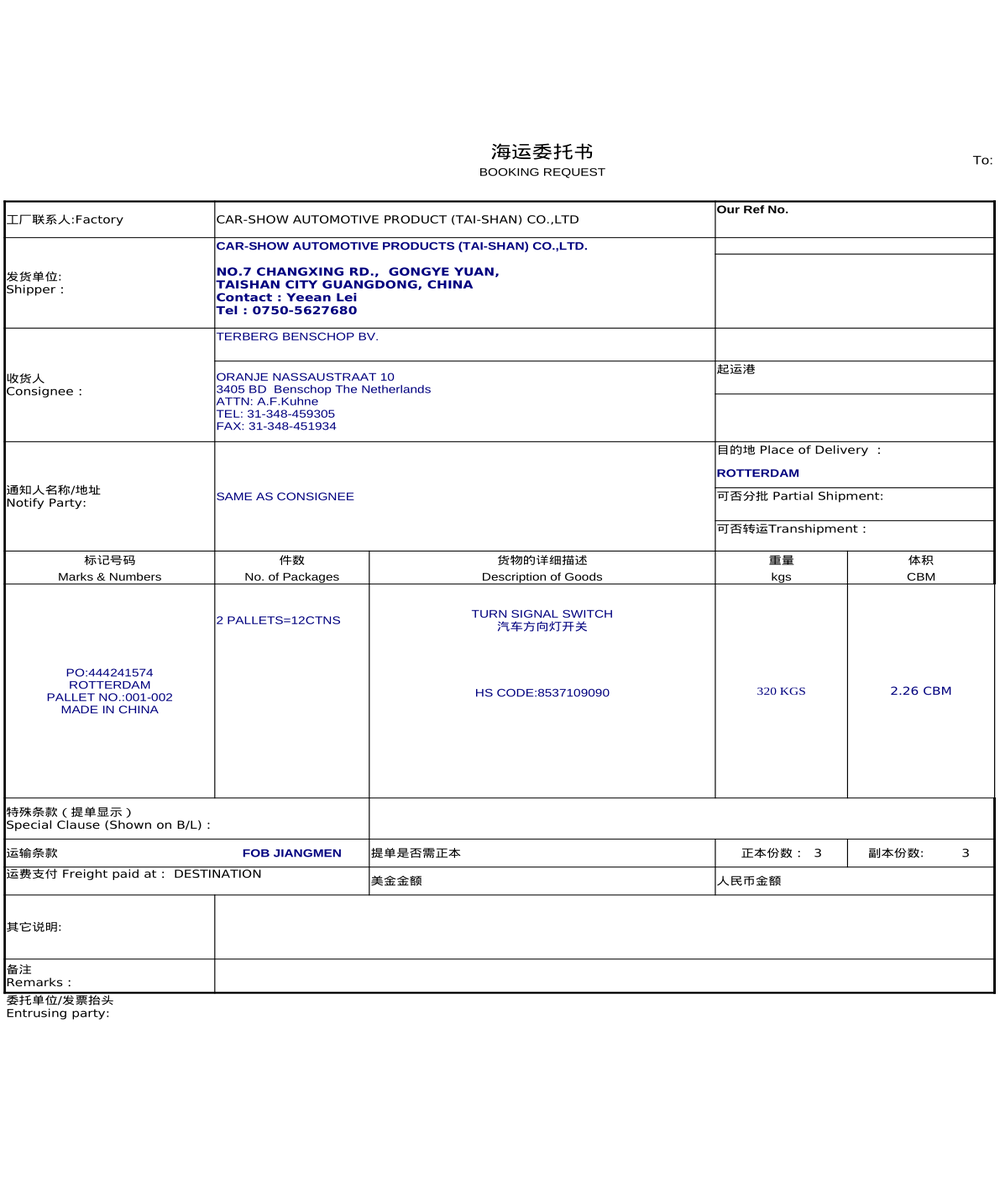 海运委托书
To:
BOOKING REQUEST
工厂联系人:Factory
CAR-SHOW AUTOMOTIVE PRODUCT (TAI-SHAN) CO.,LTD
Our Ref No.
发货单位:
Shipper :
CAR-SHOW AUTOMOTIVE PRODUCTS (TAI-SHAN) CO.,LTD.
NO.7 CHANGXING RD., GONGYE YUAN,
TAISHAN CITY GUANGDONG, CHINA
Contact : Yeean Lei
Tel : 0750-5627680
收货人
Consignee :
TERBERG BENSCHOP BV.
ORANJE NASSAUSTRAAT 10
3405 BD Benschop The Netherlands
ATTN: A.F.Kuhne
TEL: 31-348-459305
FAX: 31-348-451934
起运港
通知人名称/地址
Notify Party:
SAME AS CONSIGNEE
目的地 Place of Delivery :
ROTTERDAM
可否分批 Partial Shipment:
可否转运Transhipment :
标记号码
Marks & Numbers
件数
No. of Packages
货物的详细描述
Description of Goods
重量
kgs
体积
CBM
PO:444241574
ROTTERDAM
PALLET NO.:001-002
MADE IN CHINA
2 PALLETS=12CTNS
TURN SIGNAL SWITCH
汽车方向灯开关
HS CODE:8537109090
320 KGS
2.26 CBM
特殊条款（提单显示）
Special Clause (Shown on B/L) :
运输条款 FOB JIANGMEN
提单是否需正本
正本份数： 3
副本份数: 3
运费支付 Freight paid at : DESTINATION
美金金额
人民币金额
其它说明:
备注
Remarks :
委托单位/发票抬头
Entrusing party: